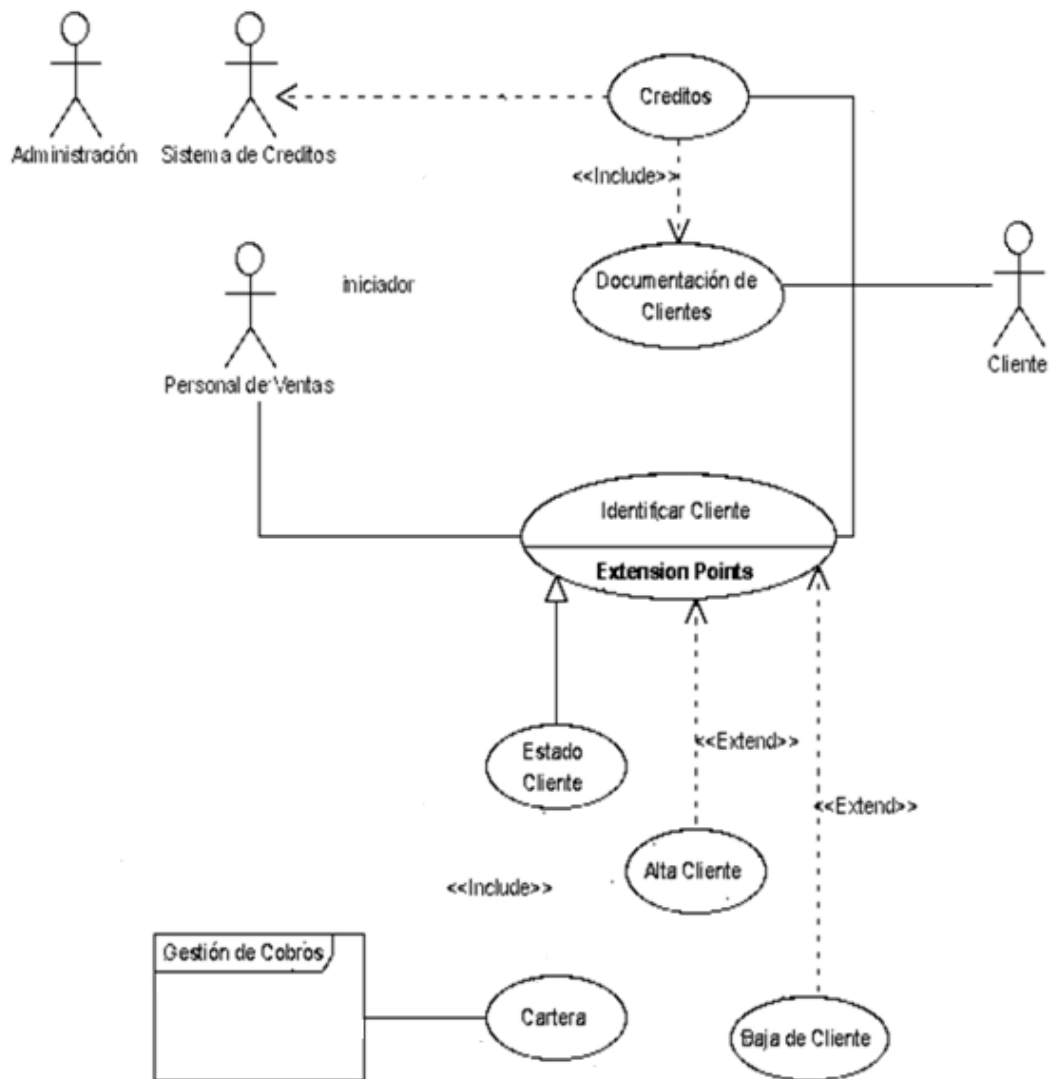 Creditos
Administración
Sistema de Creditos
<<Include>>
iniciador
Documentación de
Clientes
Personal de Ventas
Cliente
Identificar Cliente
Extension Points
Estado
Cliente
<<Extend>>
<<Extend>>
Alta Cliente
<<Include>>
Gestión de Cobros
Cartera
Baja de Cliente